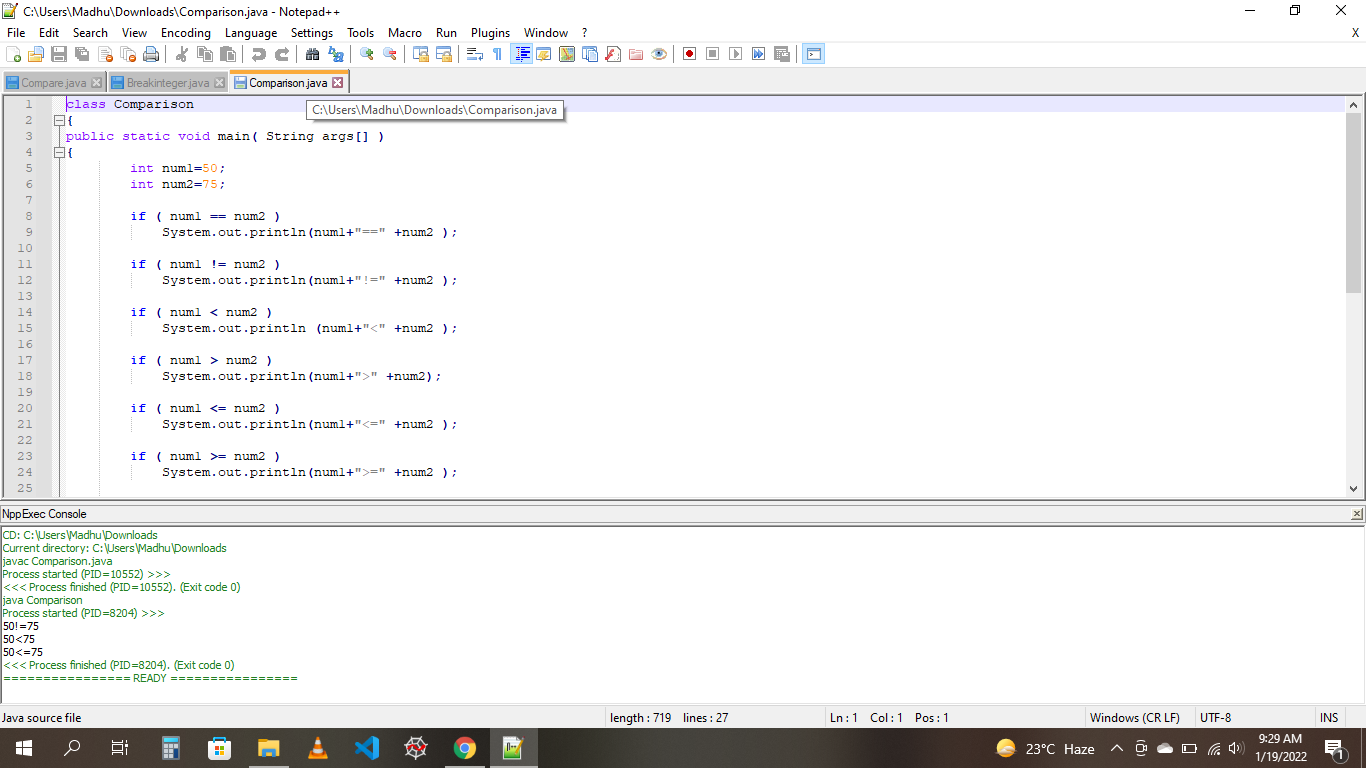 C:\Users\Madhu\Downloads\Comparison.java - Notepad++
File Edit Search View Encoding Language Settings Tools Macro Run Plugins Window ? X
Compare.java Breakinteger.java Comparison.java
C:\Users\Madhu\Downloads\Comparison.java
1 class Comparison
2 {
3 public static void main( String args[] )
4 {
5 int num1=50;
6 int num2=75;
7
8 if ( num1 == num2 )
9 System.out.println(num1+"==" +num2 );
10
11 if ( num1 != num2 )
12 System.out.println(num1+"!=" +num2 );
13
14 if ( num1 < num2 )
15 System.out.println (num1+"<" +num2 );
16
17 if ( num1 > num2 )
18 System.out.println(num1+">" +num2);
19
20 if ( num1 <= num2 )
21 System.out.println(num1+"<=" +num2 );
22
23 if ( num1 >= num2 )
24 System.out.println(num1+">=" +num2 );
25
NppExec Console
CD: C:\Users\Madhu\Downloads
Current directory: C:\Users\Madhu\Downloads
javac Comparison.java
Process started (PID=10552) >>>
<<< Process finished (PID=10552). (Exit code 0)
java Comparison
Process started (PID=8204) >>>
50!=75
50<75
50<=75
<<< Process finished (PID=8204). (Exit code 0)
================ READY ================
Java source file length : 719 lines : 27 Ln : 1 Col : 1 Pos : 1 Windows (CR LF) UTF-8 INS
23°C Haze 9:29 AM
1/19/2022 1